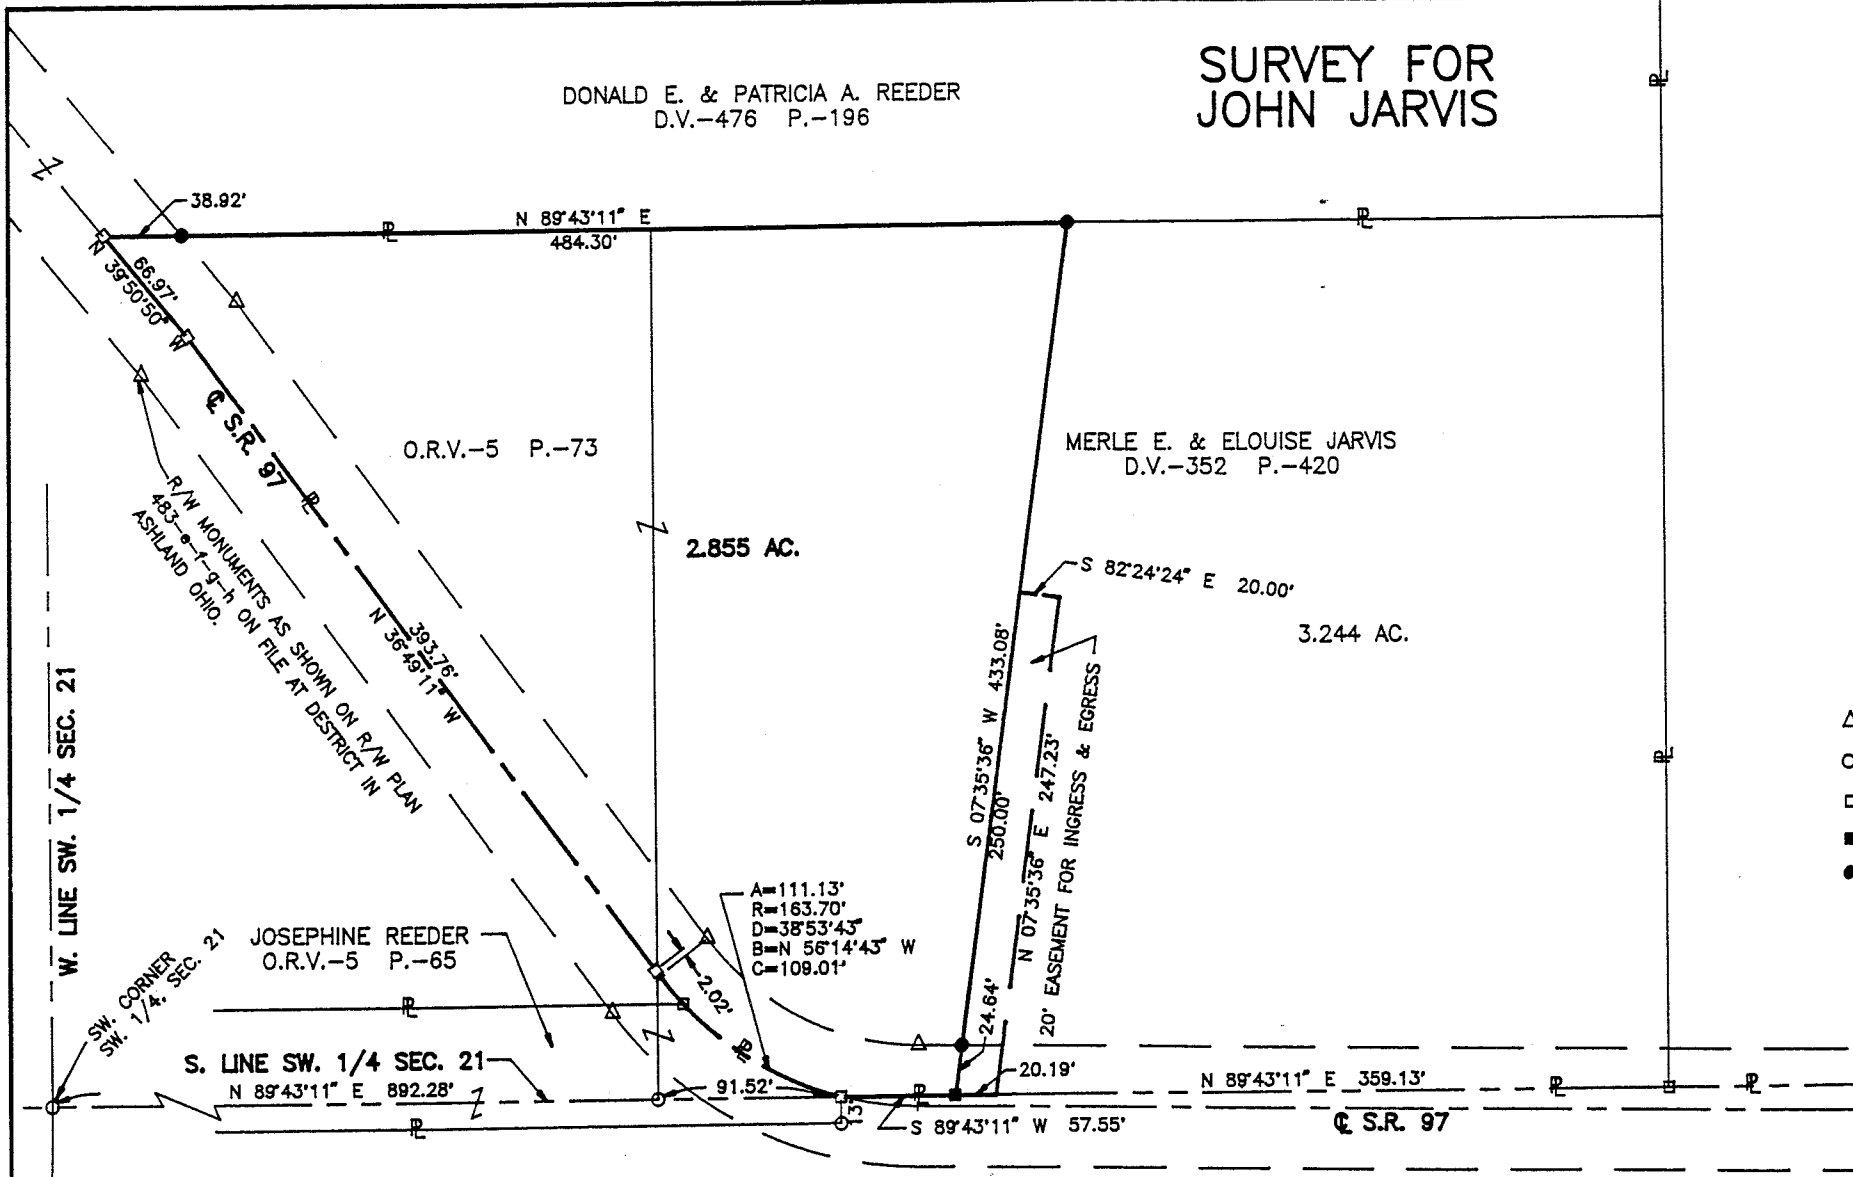 SURVEY FOR
JOHN JARVIS
DONALD E. & PATRICIA A. REEDER
D.V.-476 P.-196
38.92'
N 89°43'11" E
484.30'
66.97'
N 39°50'50" W
℄ S.R. 97
O.R.V.-5 P.-73
MERLE E. & ELOUISE JARVIS
D.V.-352 P.-420
R/W MONUMENTS AS SHOWN ON R/W PLAN
483-e-f-g-h ON FILE AT DESTRICT IN
ASHLAND OHIO.
2.855 AC.
S 82°24'24" E 20.00'
3.244 AC.
393.76'
N 36°49'11" W
S 07°35'36" W 433.08'
250.00'
N 07°35'36" E 247.23'
20' EASEMENT FOR INGRESS & EGRESS
W. LINE SW. 1/4 SEC. 21
A=111.13'
R=163.70'
D=38°53'43"
B=N 56°14'43" W
C=109.01'
JOSEPHINE REEDER
O.R.V.-5 P.-65
2.02'
24.64'
SW. CORNER
SW. 1/4, SEC. 21
S. LINE SW. 1/4 SEC. 21
N 89°43'11" E 892.28'
91.52'
20.19'
N 89°43'11" E 359.13'
13'
S 89°43'11" W 57.55'
℄ S.R. 97